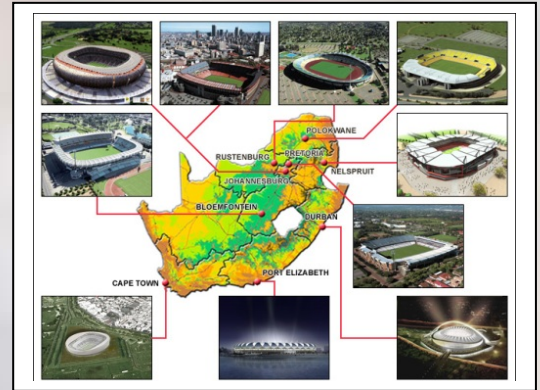 POLOKWANE
RUSTENBURG
PRETORIA
NELSPRUIT
JOHANNESBURG
BLOEMFONTEIN
DURBAN
PORT ELIZABETH
CAPE TOWN